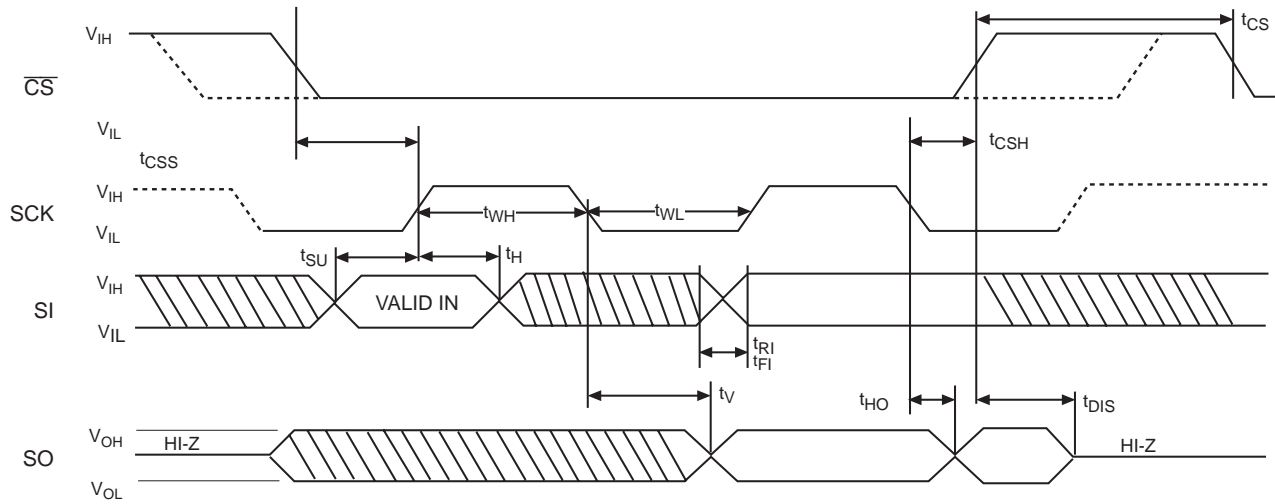 V_IH
t_CS
CS
V_IL
t_CSH
t_CSS
V_IH
SCK
t_WH
t_WL
V_IL
t_SU
t_H
V_IH
SI
VALID IN
V_IL
t_RI
t_FI
t_V
t_HO
t_DIS
V_OH
HI-Z
HI-Z
SO
V_OL